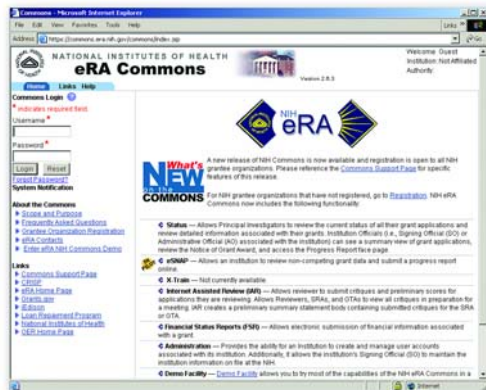 Commons - Microsoft Internet Explorer
File Edit View Favorites Tools Help
Links
Address https://commons.era.nih.gov/commons/index.jsp
NATIONAL INSTITUTES OF HEALTH
eRA Commons
Version 2.6.3
Welcome Guest
Institution: Not Affiliated
Authority:
Home Links Help
Commons Login
* indicates required field.
Username *
Password *
Login Reset
Forgot Password?
System Notification
About the Commons
Scope and Purpose
Frequently Asked Questions
Grantee Organization Registration
eRA Contacts
Enter eRA NIH Commons Demo
Links
Commons Support Page
CRISP
eRA Home Page
Grants.gov
iEdison
Loan Repayment Program
National Institutes of Health
OER Home Page
NIH
eRA
What's
NEW
on the
COMMONS
A new release of NIH Commons is now available and registration is open to all NIH
grantee organizations. Please reference the Commons Support Page for specific
features of this release.
For NIH grantee organizations that have not registered, go to Registration. NIH eRA
Commons now includes the following functionality:
Status — Allows Principal Investigators to review the current status of all their grant applications and
review detailed information associated with their grants. Institution Officials (i.e., Signing Official (SO) or
Administrative Official (AO) associated with the Institution) can see a summary view of grant applications,
review the Notice of Grant Award, and access the Progress Report face page.
eSNAP — Allows an institution to review non-competing grant data and submit a progress report
online.
X-Train — Not currently available.
Internet Assisted Review (IAR) — Allows reviewer to submit critiques and preliminary scores for
applications they are reviewing. Allows Reviewers, SRAs, and GTAs to view all critiques in preparation for
a meeting. IAR creates a preliminary summary statement body containing submitted critiques for the SRA
or GTA.
Financial Status Reports (FSR) — Allows electronic submission of financial information associated
with a grant.
Administration — Provides the ability for an Institution to create and manage user accounts
associated with its institution. Additionally, it allows the institution's Signing Official (SO) to maintain the
institution information on file at the NIH.
Demo Facility — Demo Facility allows you to try most of the capabilities of the NIH eRA Commons in a
Internet